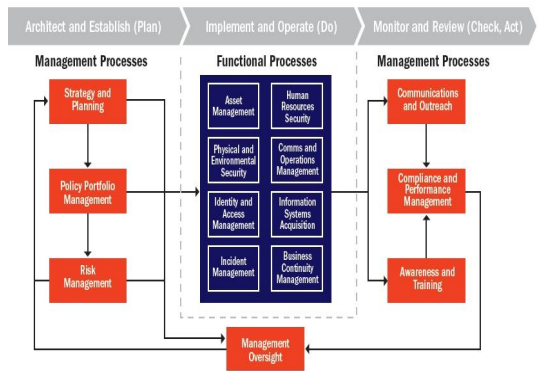 Architect and Establish (Plan)
Implement and Operate (Do)
Monitor and Review (Check, Act)
Management Processes
Functional Processes
Management Processes
Strategy and
Planning
Policy Portfolio
Management
Risk
Management
Asset
Management
Human
Resources
Security
Physical and
Environmental
Security
Comms and
Operations
Management
Identity and
Access
Management
Information
Systems
Acquisition
Incident
Management
Business
Continuity
Management
Communications
and Outreach
Compliance and
Performance
Management
Awareness and
Training
Management
Oversight